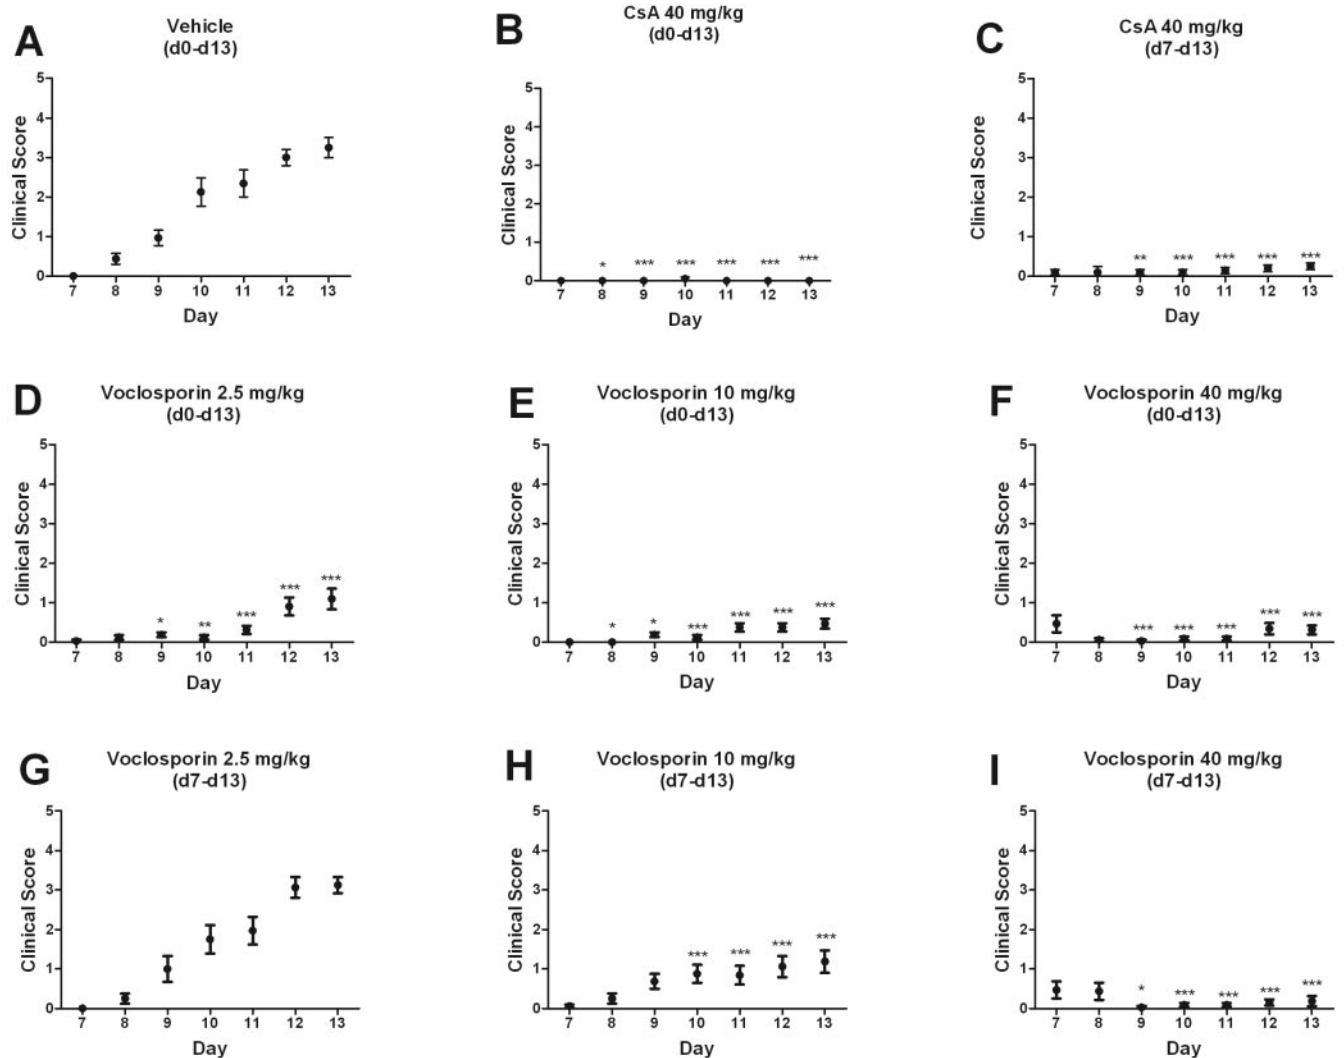 A
Vehicle
(d0-d13)
Clinical Score
5
4
3
2
1
0
7 8 9 10 11 12 13
Day
B
CsA 40 mg/kg
(d0-d13)
Clinical Score
5
4
3
2
1
0
* *** *** *** *** ***
7 8 9 10 11 12 13
Day
C
CsA 40 mg/kg
(d7-d13)
Clinical Score
5
4
3
2
1
0
** *** *** *** ***
7 8 9 10 11 12 13
Day
D
Voclosporin 2.5 mg/kg
(d0-d13)
Clinical Score
5
4
3
2
1
0
* ** *** *** ***
7 8 9 10 11 12 13
Day
E
Voclosporin 10 mg/kg
(d0-d13)
Clinical Score
5
4
3
2
1
0
* * *** *** *** ***
7 8 9 10 11 12 13
Day
F
Voclosporin 40 mg/kg
(d0-d13)
Clinical Score
5
4
3
2
1
0
*** *** *** *** ***
7 8 9 10 11 12 13
Day
G
Voclosporin 2.5 mg/kg
(d7-d13)
Clinical Score
5
4
3
2
1
0
7 8 9 10 11 12 13
Day
H
Voclosporin 10 mg/kg
(d7-d13)
Clinical Score
5
4
3
2
1
0
*** *** *** ***
7 8 9 10 11 12 13
Day
I
Voclosporin 40 mg/kg
(d7-d13)
Clinical Score
5
4
3
2
1
0
* *** *** *** ***
7 8 9 10 11 12 13
Day